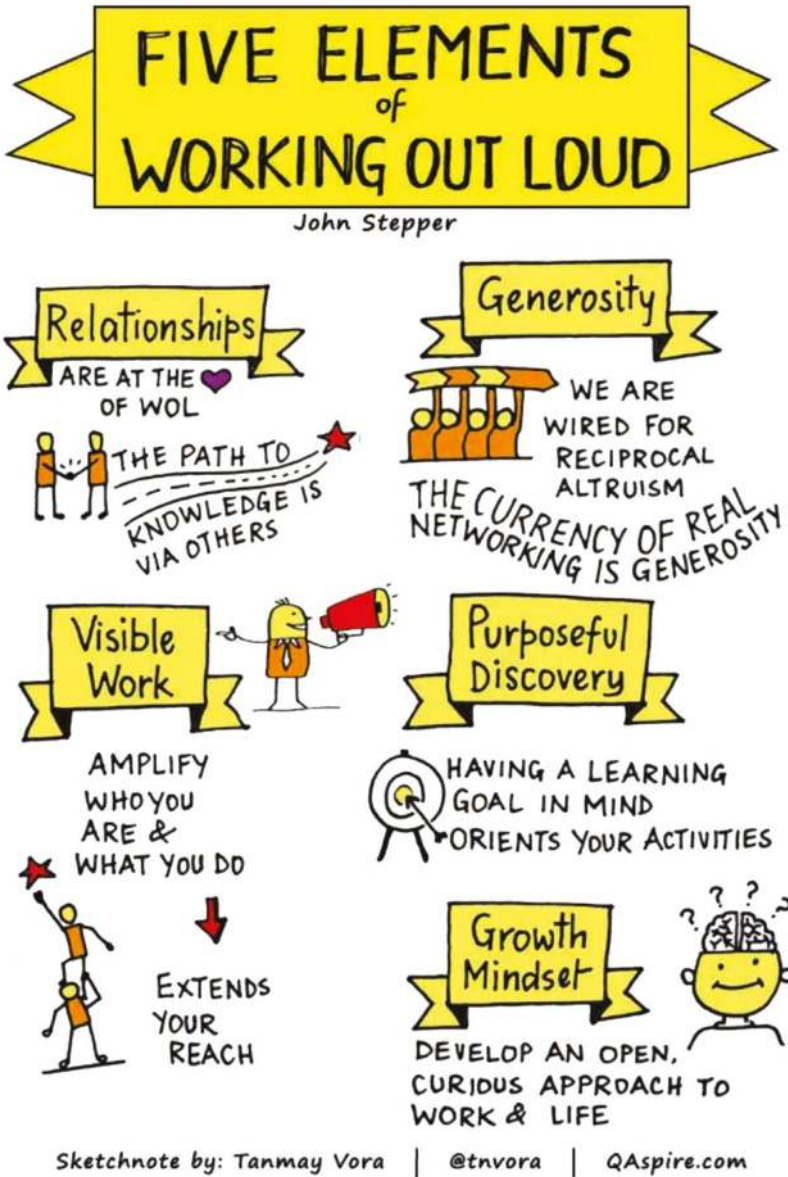 FIVE ELEMENTS
of
WORKING OUT LOUD
John Stepper
Relationships
ARE AT THE
OF WOL
THE PATH TO
KNOWLEDGE IS
VIA OTHERS
Generosity
WE ARE
WIRED FOR
RECIPROCAL
ALTRUISM
THE CURRENCY OF REAL
NETWORKING IS GENEROSITY
Visible
Work
AMPLIFY
WHO YOU
ARE &
WHAT YOU DO
EXTENDS
YOUR
REACH
Purposeful
Discovery
HAVING A LEARNING
GOAL IN MIND
ORIENTS YOUR ACTIVITIES
Growth
Mindset
? ? ? ?
DEVELOP AN OPEN,
CURIOUS APPROACH TO
WORK & LIFE
Sketchnote by: Tanmay Vora | @tnvora | QAspire.com